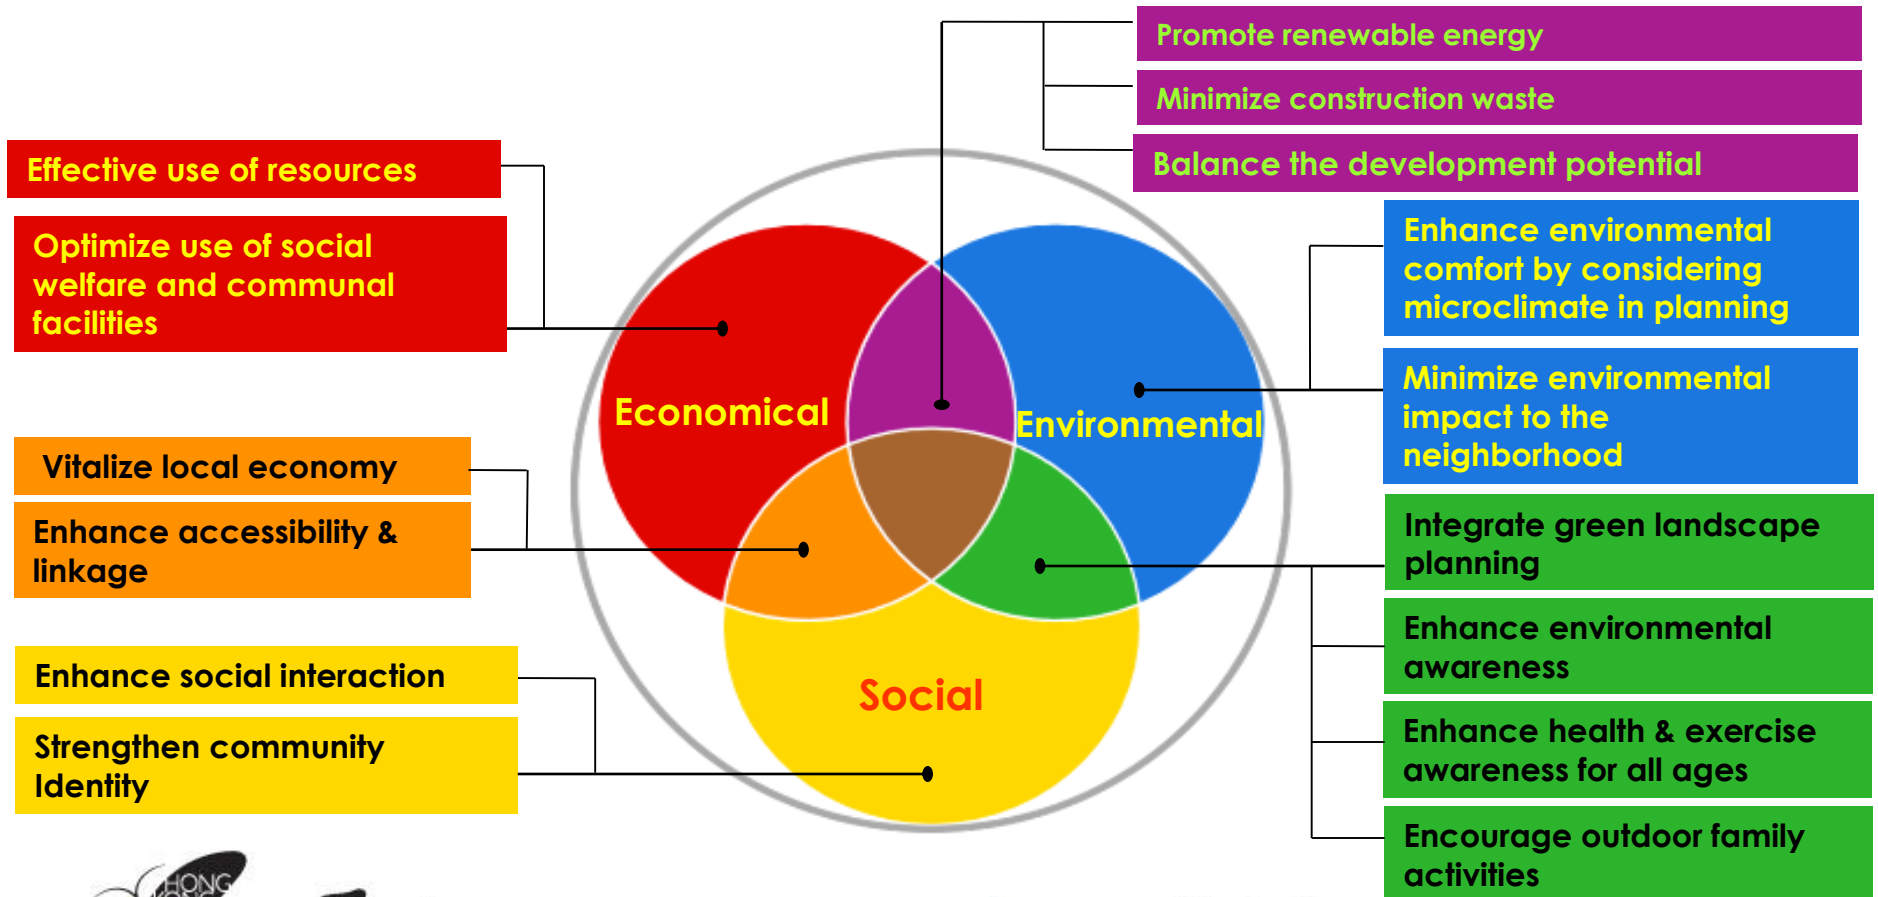 Promote renewable energy
Minimize construction waste
Balance the development potential
Effective use of resources
Optimize use of social
welfare and communal
facilities
Enhance environmental
comfort by considering
microclimate in planning
Minimize environmental
impact to the
neighborhood
Economical
Environmental
Vitalize local economy
Enhance accessibility &
linkage
Integrate green landscape
planning
Enhance environmental
awareness
Enhance social interaction
Social
Strengthen community
Identity
Enhance health & exercise
awareness for all ages
Encourage outdoor family
activities
HONG